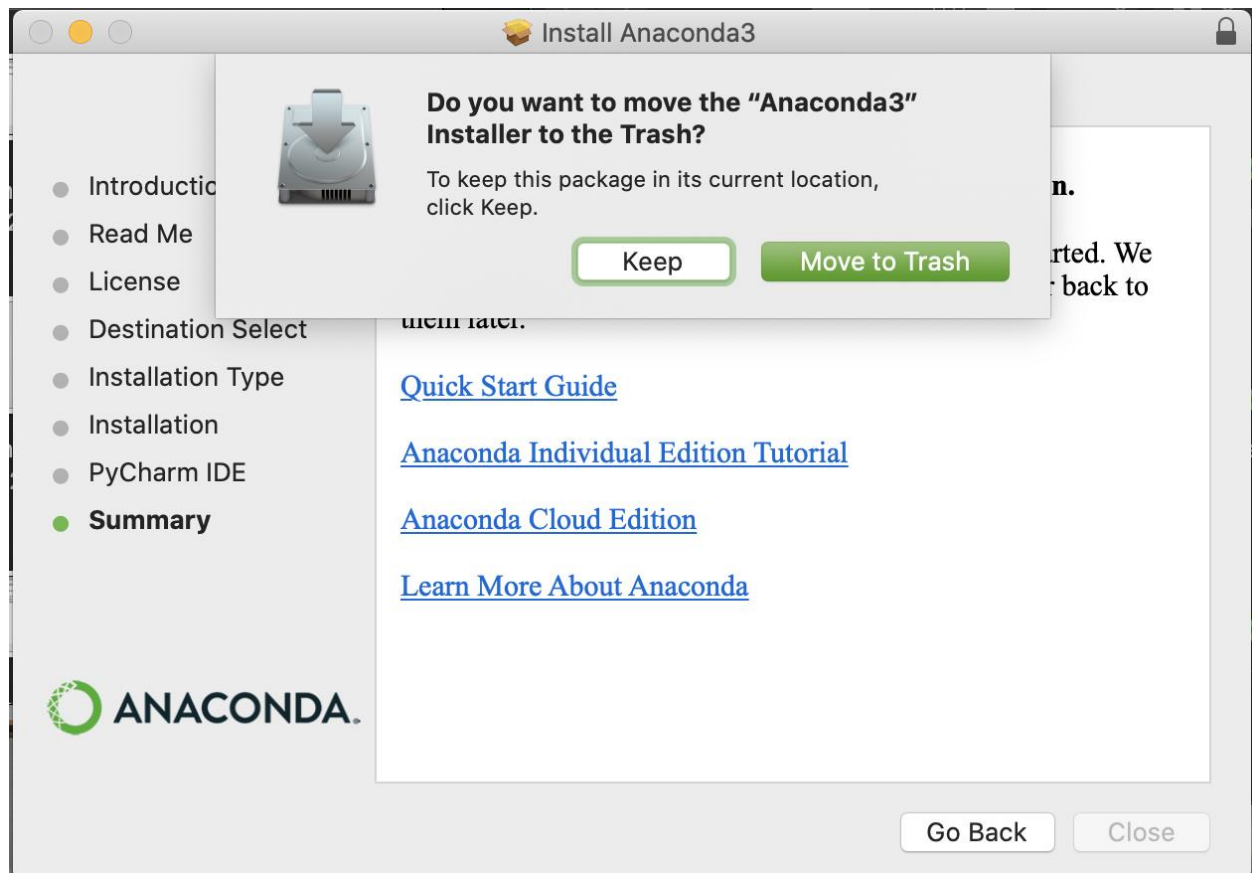 Install Anaconda3
Do you want to move the “Anaconda3”
Installer to the Trash?
To keep this package in its current location,
click Keep.
Keep
Move to Trash
Read Me
License
Destination Select
Installation Type
Installation
PyCharm IDE
Summary
ANACONDA.
n.
rted. We
back to
them later.
Quick Start Guide
Anaconda Individual Edition Tutorial
Anaconda Cloud Edition
Learn More About Anaconda
Go Back
Close